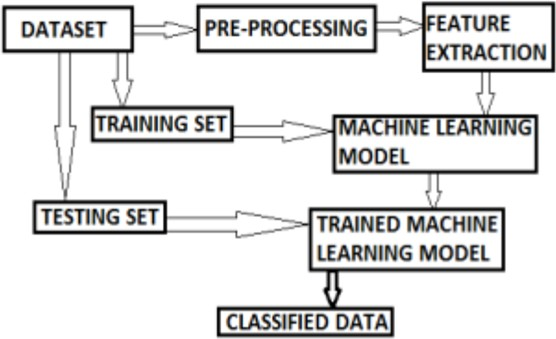 DATASET
PRE-PROCESSING
FEATURE
EXTRACTION
TRAINING SET
MACHINE LEARNING
MODEL
TESTING SET
TRAINED MACHINE
LEARNING MODEL
CLASSIFIED DATA